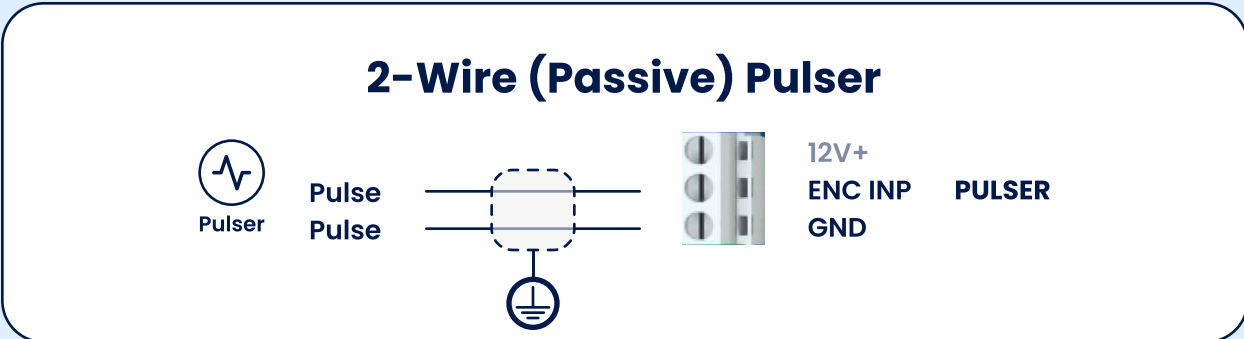 2-Wire (Passive) Pulser
12V+
Pulse ENC INP PULSER
Pulser Pulse GND